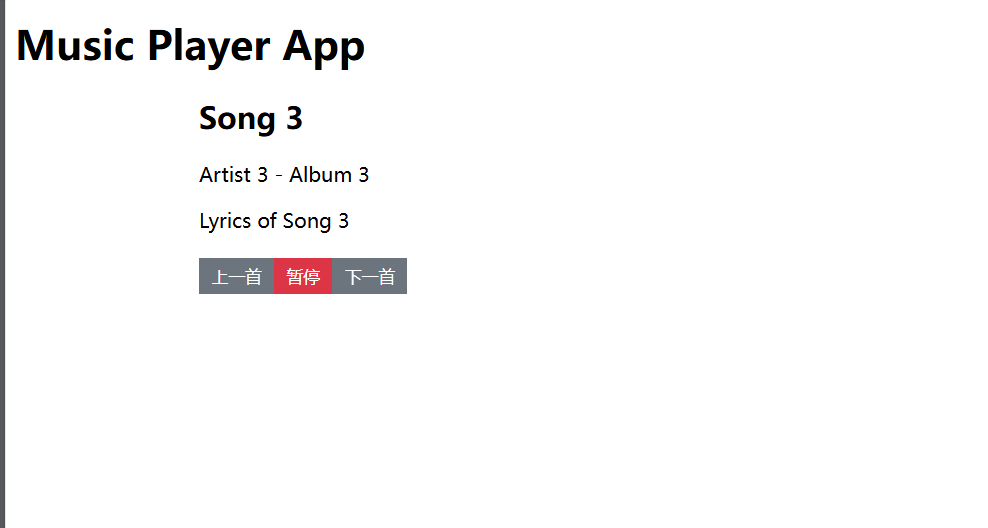 Music Player App
Song 3
Artist 3 - Album 3
Lyrics of Song 3
上一首 暂停 下一首